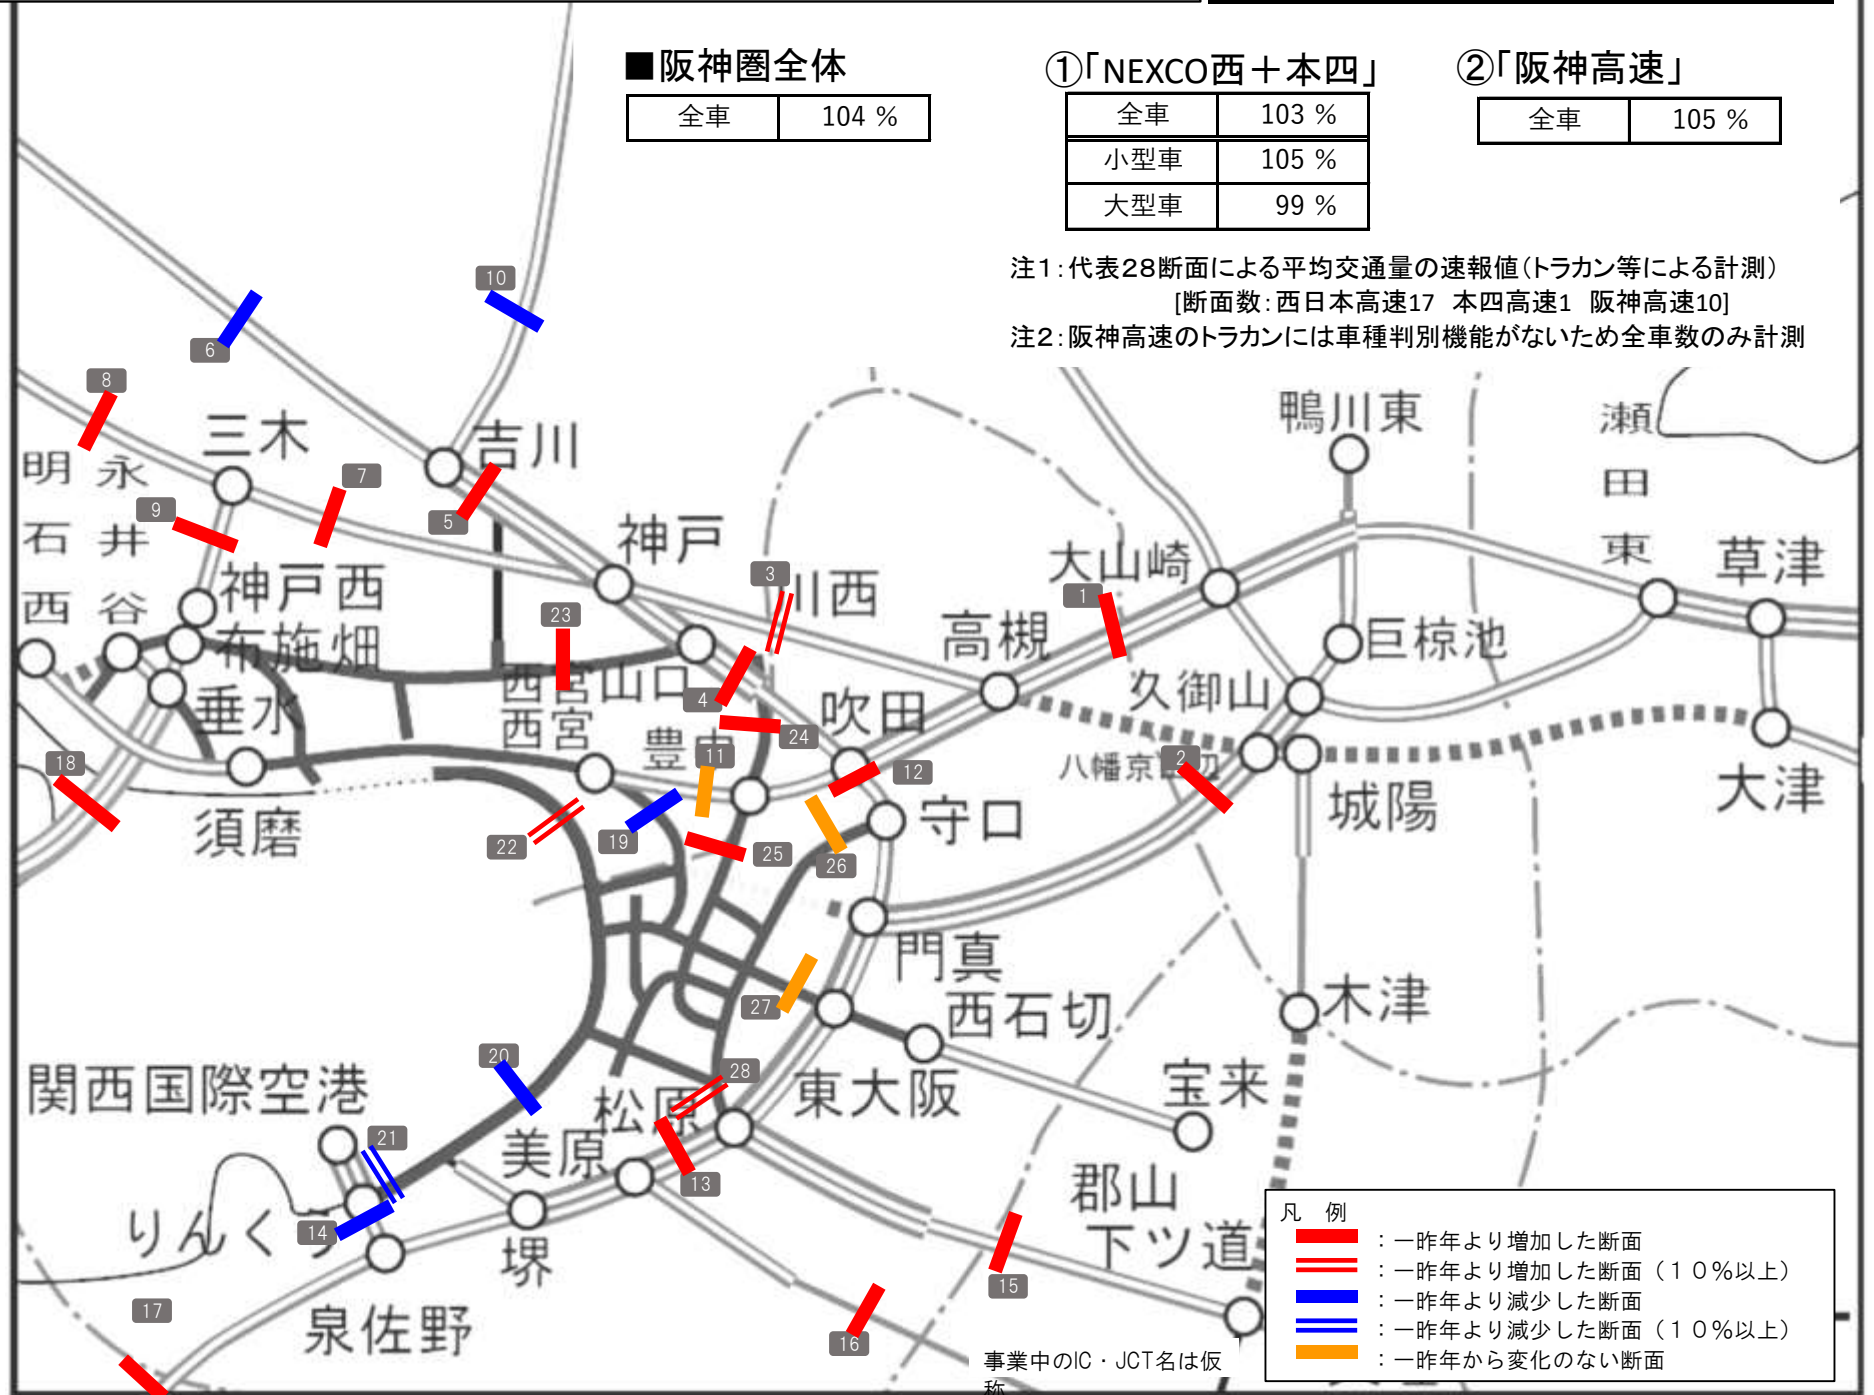 ■阪神圏全体
全車 104 %
①「NEXCO西＋本四」
全車 103 %
小型車 105 %
大型車 99 %
②「阪神高速」
全車 105 %
注１：代表２８断面による平均交通量の速報値（トラカン等による計測）
[断面数：西日本高速17 本四高速1 阪神高速10]
注２：阪神高速のトラカンには車種判別機能がないため全車数のみ計測
10
6
8
三木
吉川
鴨川東
瀬田東
明石西
永井谷
7
9
5
神戸
神戸西
3
川西
大山崎
1
草津
23
布施畑
高槻
巨椋池
西宮山口
4
久御山
垂水
西宮
24
吹田
豊中
11
12
2
八幡京田辺
18
大津
須磨
22
19
25
26
守口
城陽
門真
27
西石切
木津
20
28
松原
東大阪
宝来
関西国際空港
21
美原
13
郡山下ツ道
14
りんくう
堺
15
17
泉佐野
16
事業中のIC・JCT名は仮
称
凡 例
：一昨年より増加した断面
：一昨年より増加した断面（１０％以上）
：一昨年より減少した断面
：一昨年より減少した断面（１０％以上）
：一昨年から変化のない断面